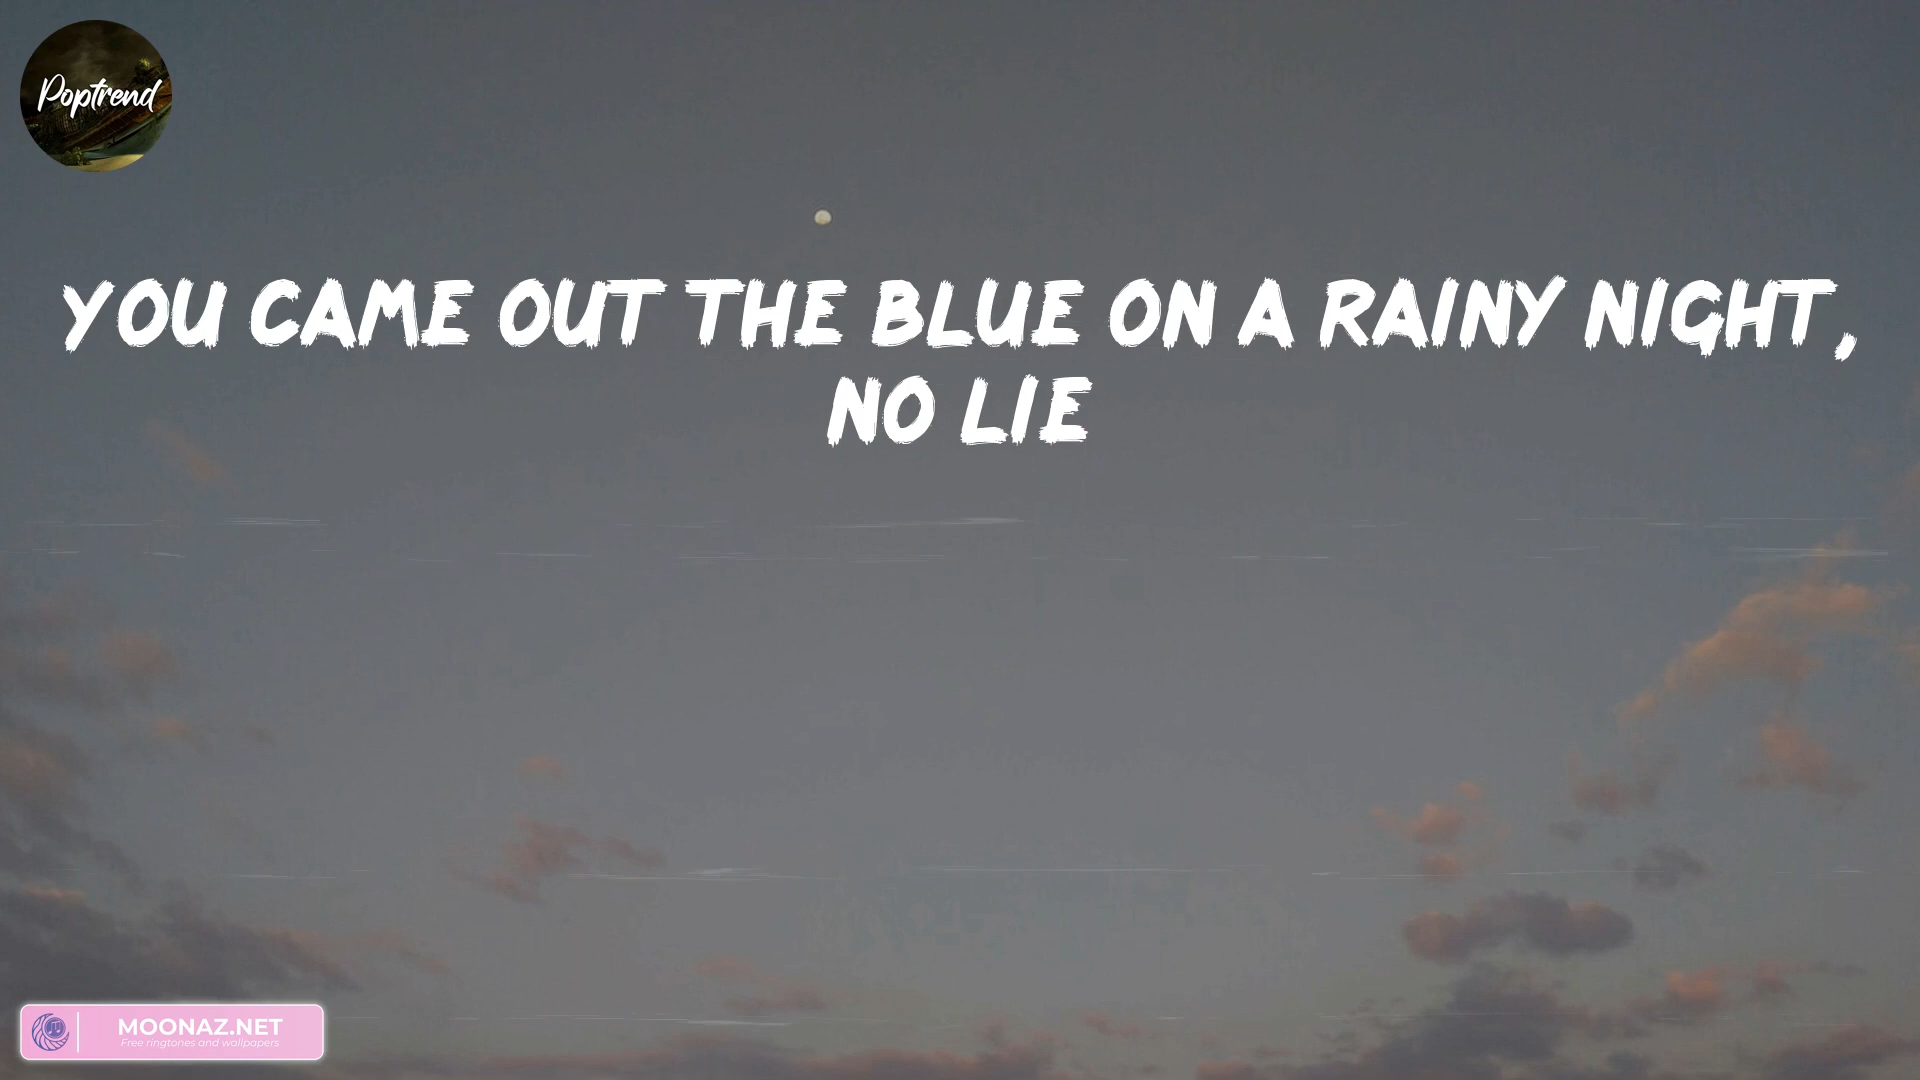 Poptrend
YOU CAME OUT THE BLUE ON A RAINY NIGHT,
NO LIE
MOONAZ.NET
Free ringtones and wallpapers